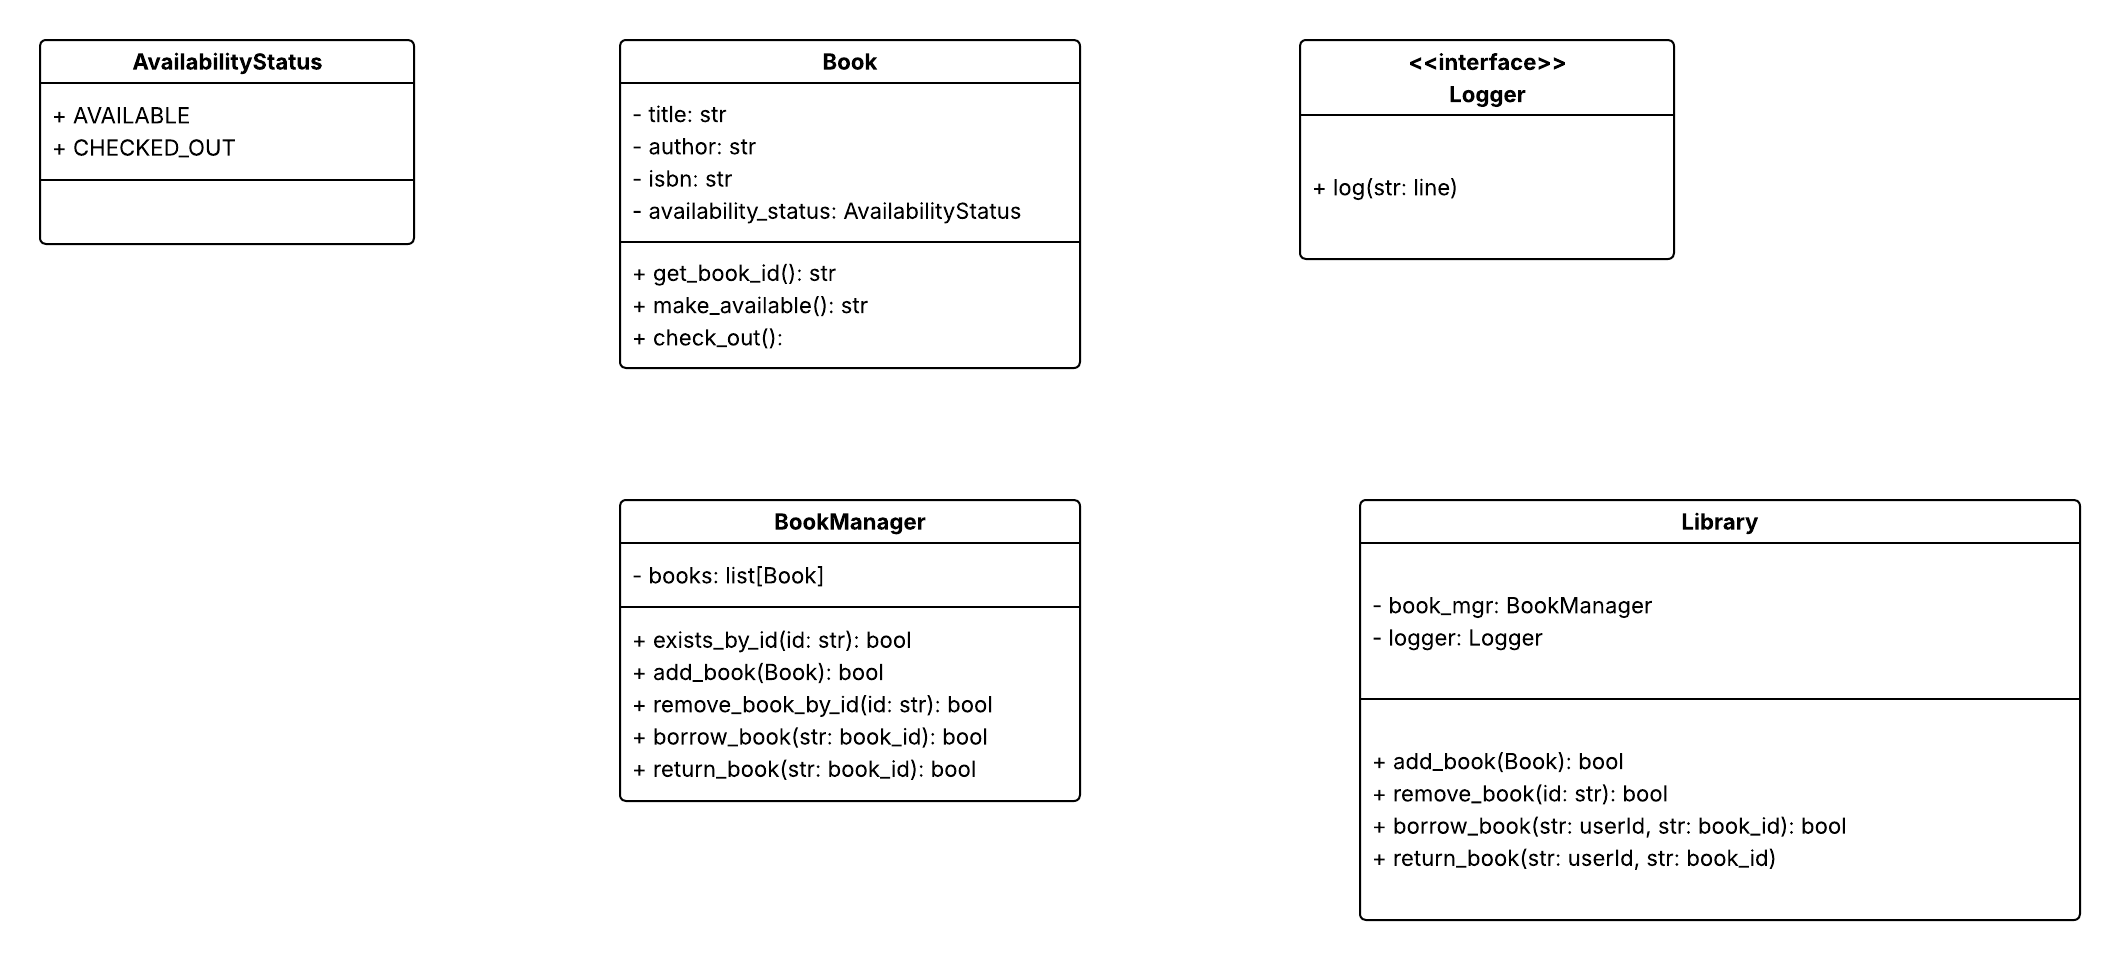 AvailabilityStatus
+ AVAILABLE
+ CHECKED_OUT
Book
- title: str
- author: str
- isbn: str
- availability_status: AvailabilityStatus
+ get_book_id(): str
+ make_available(): str
+ check_out():
<<interface>>
Logger
+ log(str: line)
BookManager
- books: list[Book]
+ exists_by_id(id: str): bool
+ add_book(Book): bool
+ remove_book_by_id(id: str): bool
+ borrow_book(str: book_id): bool
+ return_book(str: book_id): bool
Library
- book_mgr: BookManager
- logger: Logger
+ add_book(Book): bool
+ remove_book(id: str): bool
+ borrow_book(str: userId, str: book_id): bool
+ return_book(str: userId, str: book_id)